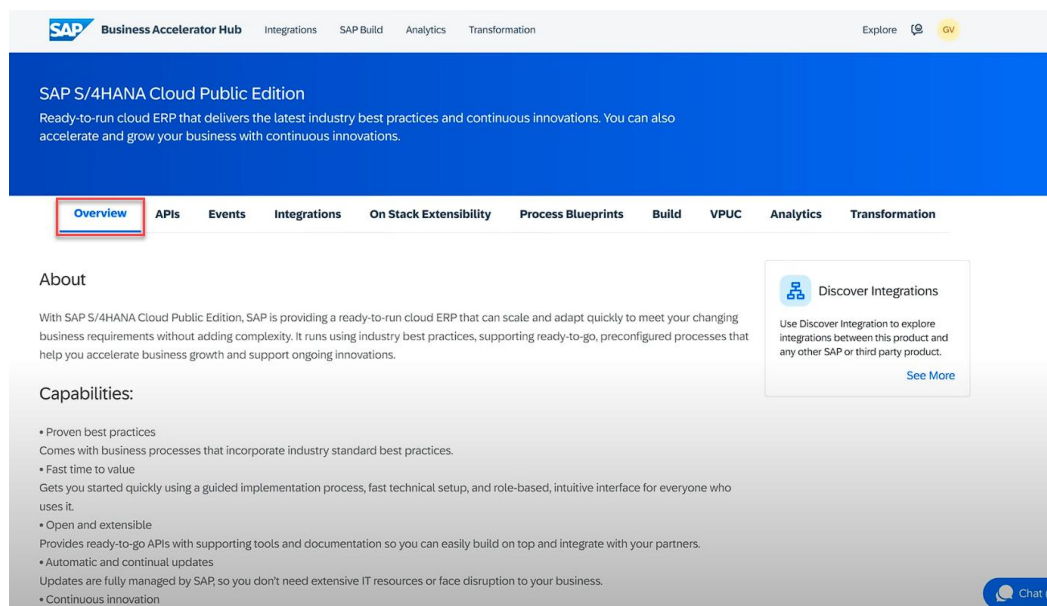 SAP Business Accelerator Hub Integrations SAP Build Analytics Transformation Explore GV
SAP S/4HANA Cloud Public Edition
Ready-to-run cloud ERP that delivers the latest industry best practices and continuous innovations. You can also
accelerate and grow your business with continuous innovations.
Overview APIs Events Integrations On Stack Extensibility Process Blueprints Build VPUC Analytics Transformation
About
With SAP S/4HANA Cloud Public Edition, SAP is providing a ready-to-run cloud ERP that can scale and adapt quickly to meet your changing
business requirements without adding complexity. It runs using industry best practices, supporting ready-to-go, preconfigured processes that
help you accelerate business growth and support ongoing innovations.
Discover Integrations
Use Discover
Integration to explore
integrations between this product and
any other SAP or third party product.
See More
Capabilities:
• Proven best practices
Comes with business processes that incorporate industry standard best practices.
• Fast time to value
Gets you started quickly using a guided implementation process, fast technical setup, and role-based, intuitive interface for everyone who
uses it.
• Open and extensible
Provides ready-to-go APIs with supporting tools and documentation so you can easily build on top and integrate with your partners.
• Automatic and continual updates
Updates are fully managed by SAP, so you don't need extensive IT resources or face disruption to your business.
• Continuous innovation
Chat